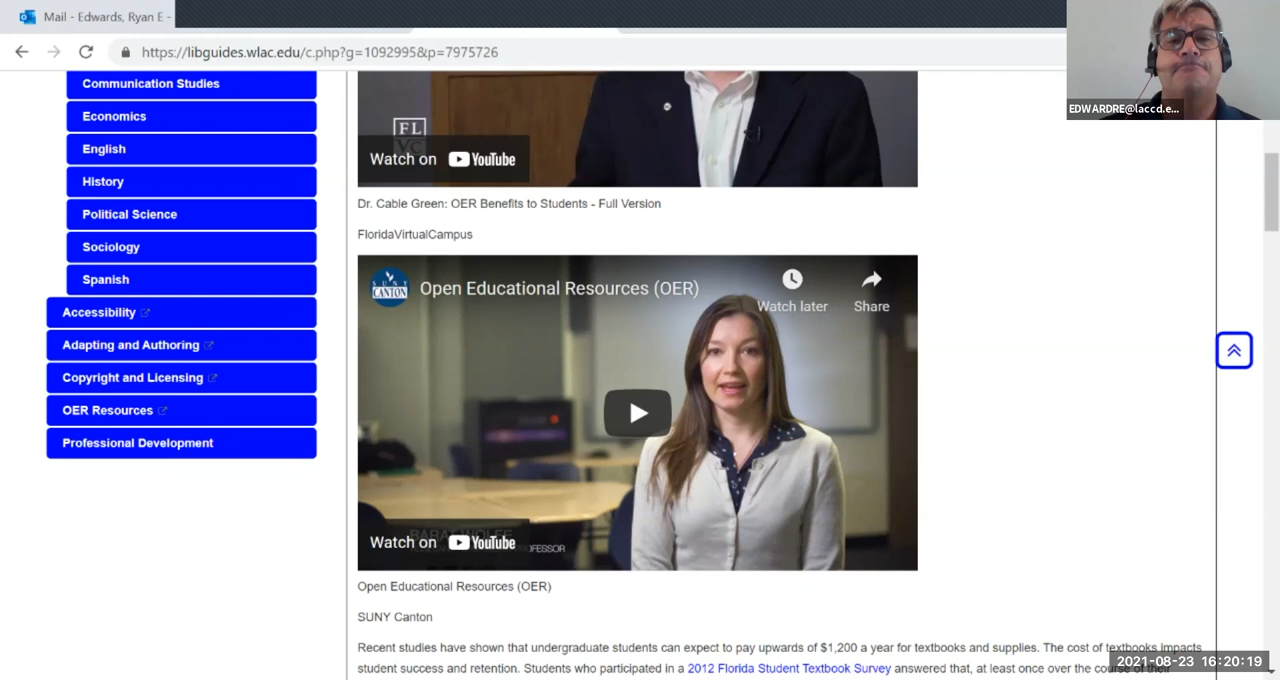 Mail - Edwards, Ryan E -
https://libguides.wlac.edu/c.php?g=1092995&p=7975726
EDWARDRE@laccd.e...
Communication Studies
Economics
English
History
Political Science
Sociology
Spanish
Accessibility
Adapting and Authoring
Copyright and Licensing
OER Resources
Professional Development
FL
VC
Watch on YouTube
Dr. Cable Green: OER Benefits to Students - Full Version
FloridaVirtualCampus
SUNY
CANTON
Open Educational Resources (OER)
Watch later
Share
Watch on YouTube
Open Educational Resources (OER)
SUNY Canton
Recent studies have shown that undergraduate students can expect to pay upwards of $1,200 a year for textbooks and supplies. The cost of textbooks impacts
student success and retention. Students who participated in a 2012 Florida Student Textbook Survey answered that, at least once over the course of their
2021-08-23 16:20:19